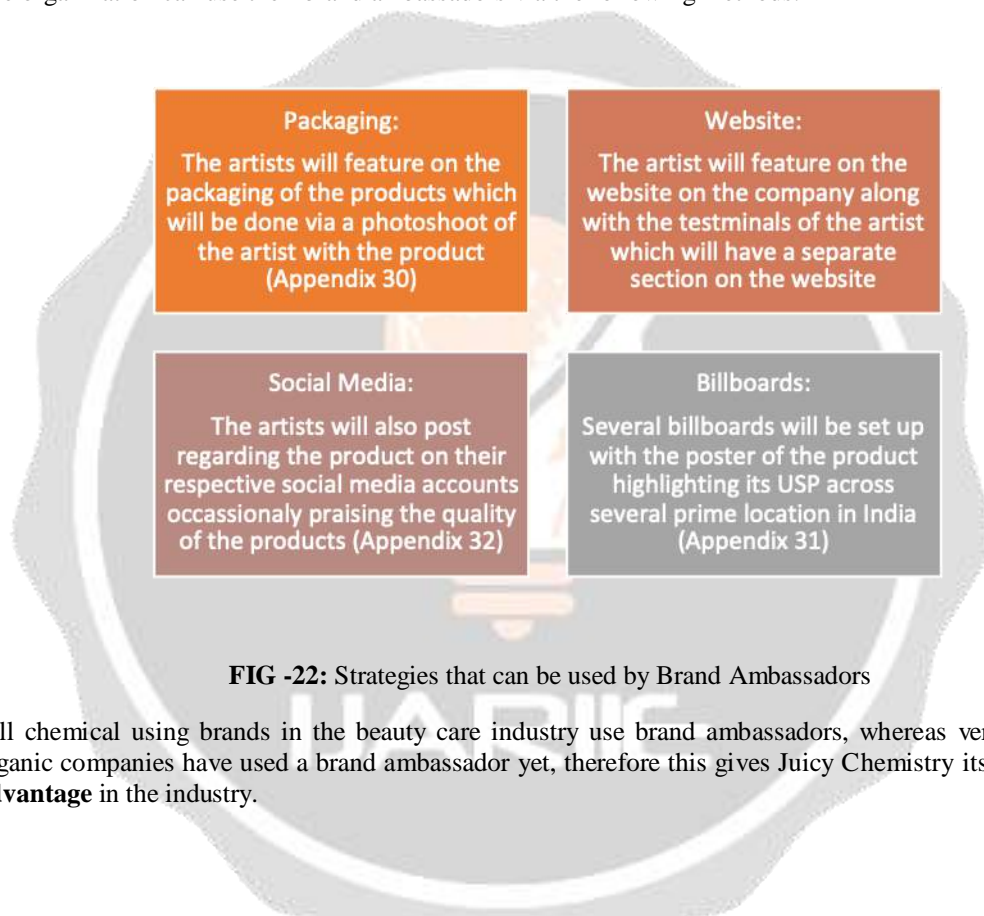 Packaging:
The artists will feature on the
packaging of the products which
will be done via a photoshoot of
the artist with the product
(Appendix 30)
Website:
The artist will feature on the
website on the company along
with the testminals of the artist
which will have a separate
section on the website
Social Media:
The artists will also post
regarding the product on their
respective social media accounts
occassionaly praising the quality
of the products (Appendix 32)
Billboards:
Several billboards will be set up
with the poster of the product
highlighting its USP across
several prime location in India
(Appendix 31)
FIG -22: Strategies that can be used by Brand Ambassadors
ll chemical using brands in the beauty care industry use brand ambassadors, whereas ver
ganic companies have used a brand ambassador yet, therefore this gives Juicy Chemistry its
lvantage in the industry.
IJARIIE